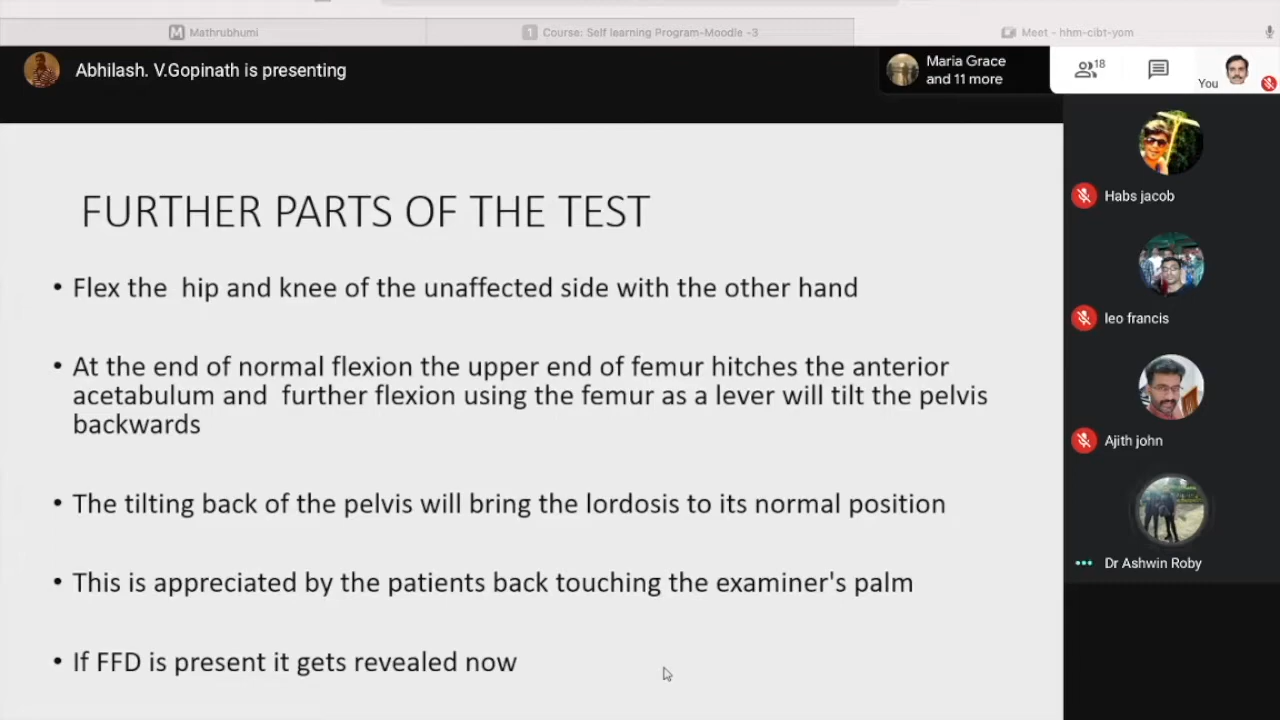 Mathrubhumi
1 Course: Self learning Program-Moodle -3
Meet - hhm-cibt-yom
Abhilash. V.Gopinath is presenting
Maria Grace
and 11 more
18
You
FURTHER PARTS OF THE TEST
• Flex the hip and knee of the unaffected side with the other hand
• At the end of normal flexion the upper end of femur hitches the anterior
acetabulum and further flexion using the femur as a lever will tilt the pelvis
backwards
• The tilting back of the pelvis will bring the lordosis to its normal position
• This is appreciated by the patients back touching the examiner's palm
• If FFD is present it gets revealed now
Habs jacob
leo francis
Ajith john
Dr Ashwin Roby